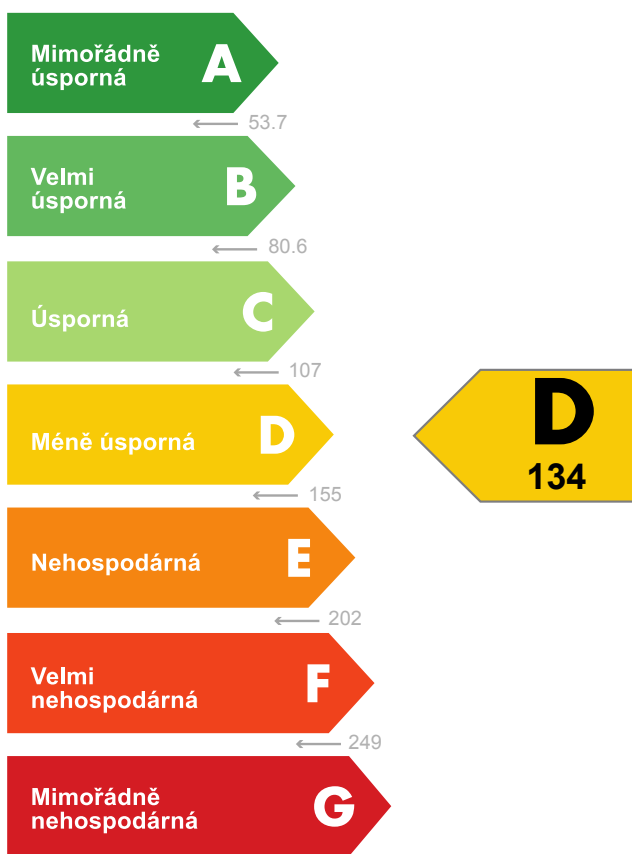 Mimořádně
úsporná
A
53.7
Velmi
úsporná
B
80.6
Úsporná
C
107
Méně úsporná
D
155
D
134
Nehospodárná
E
202
Velmi
nehospodárná
F
249
Mimořádně
nehospodárná
G